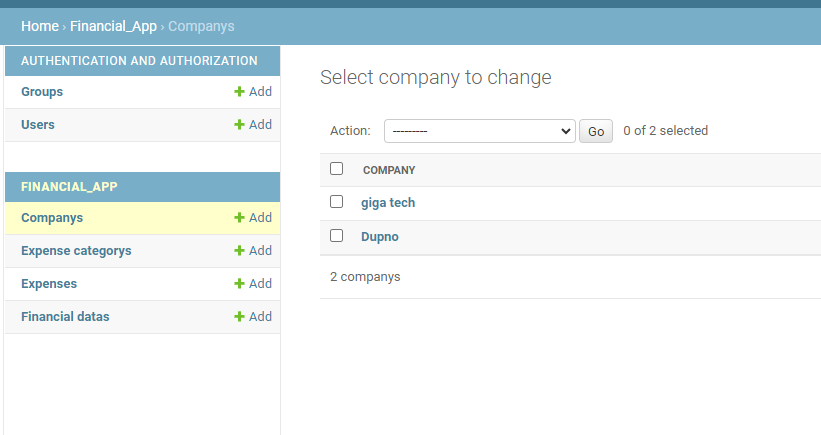 Home › Financial_App › Companys
AUTHENTICATION AND AUTHORIZATION
Groups + Add
Users + Add
FINANCIAL_APP
Companys + Add
Expense categorys + Add
Expenses + Add
Financial datas + Add
Select company to change
Action: --------- Go 0 of 2 selected
COMPANY
giga tech
Dupno
2 companys